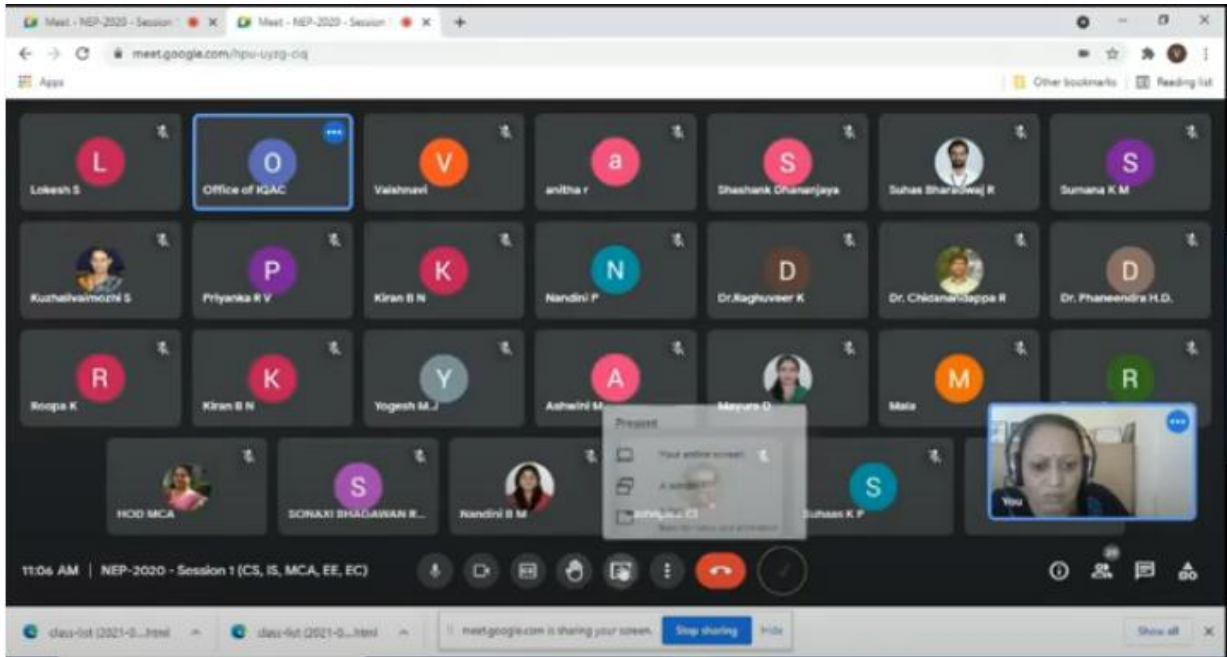 Meet - NEP-2020 - Session
Meet - NEP-2020 - Session
meet.google.com/hpu-uyzg-ciq
Apps
Other bookmarks
Reading list
L
O
V
a
S
S
Lokesh S
Office of IQAC
Vaishnavi
anitha r
Shashank Dhananjaya
Suhas Bharadwaj R
Sumana K M
P
K
N
D
D
Kuzhalivaimozhi S
Priyanka R V
Kiran B N
Nandini P
Dr.Raghuveer K
Dr. Chidanandappa R
Dr. Phaneendra H.D.
R
K
Y
A
M
R
Roopa K
Kiran B N
Yogesh M J
Ashwini M
Mayura D
Mala
Present
Your entire screen
A window
S
S
HOD MCA
SONAXI BHAGAWAN R...
Nandini B M
Suhaas K P
You
11:06 AM | NEP-2020 - Session 1 (CS, IS, MCA, EE, EC)
class-list (2021-0....html
class-list (2021-0....html
meet.google.com is sharing your screen.
Stop sharing
Hide
Show all